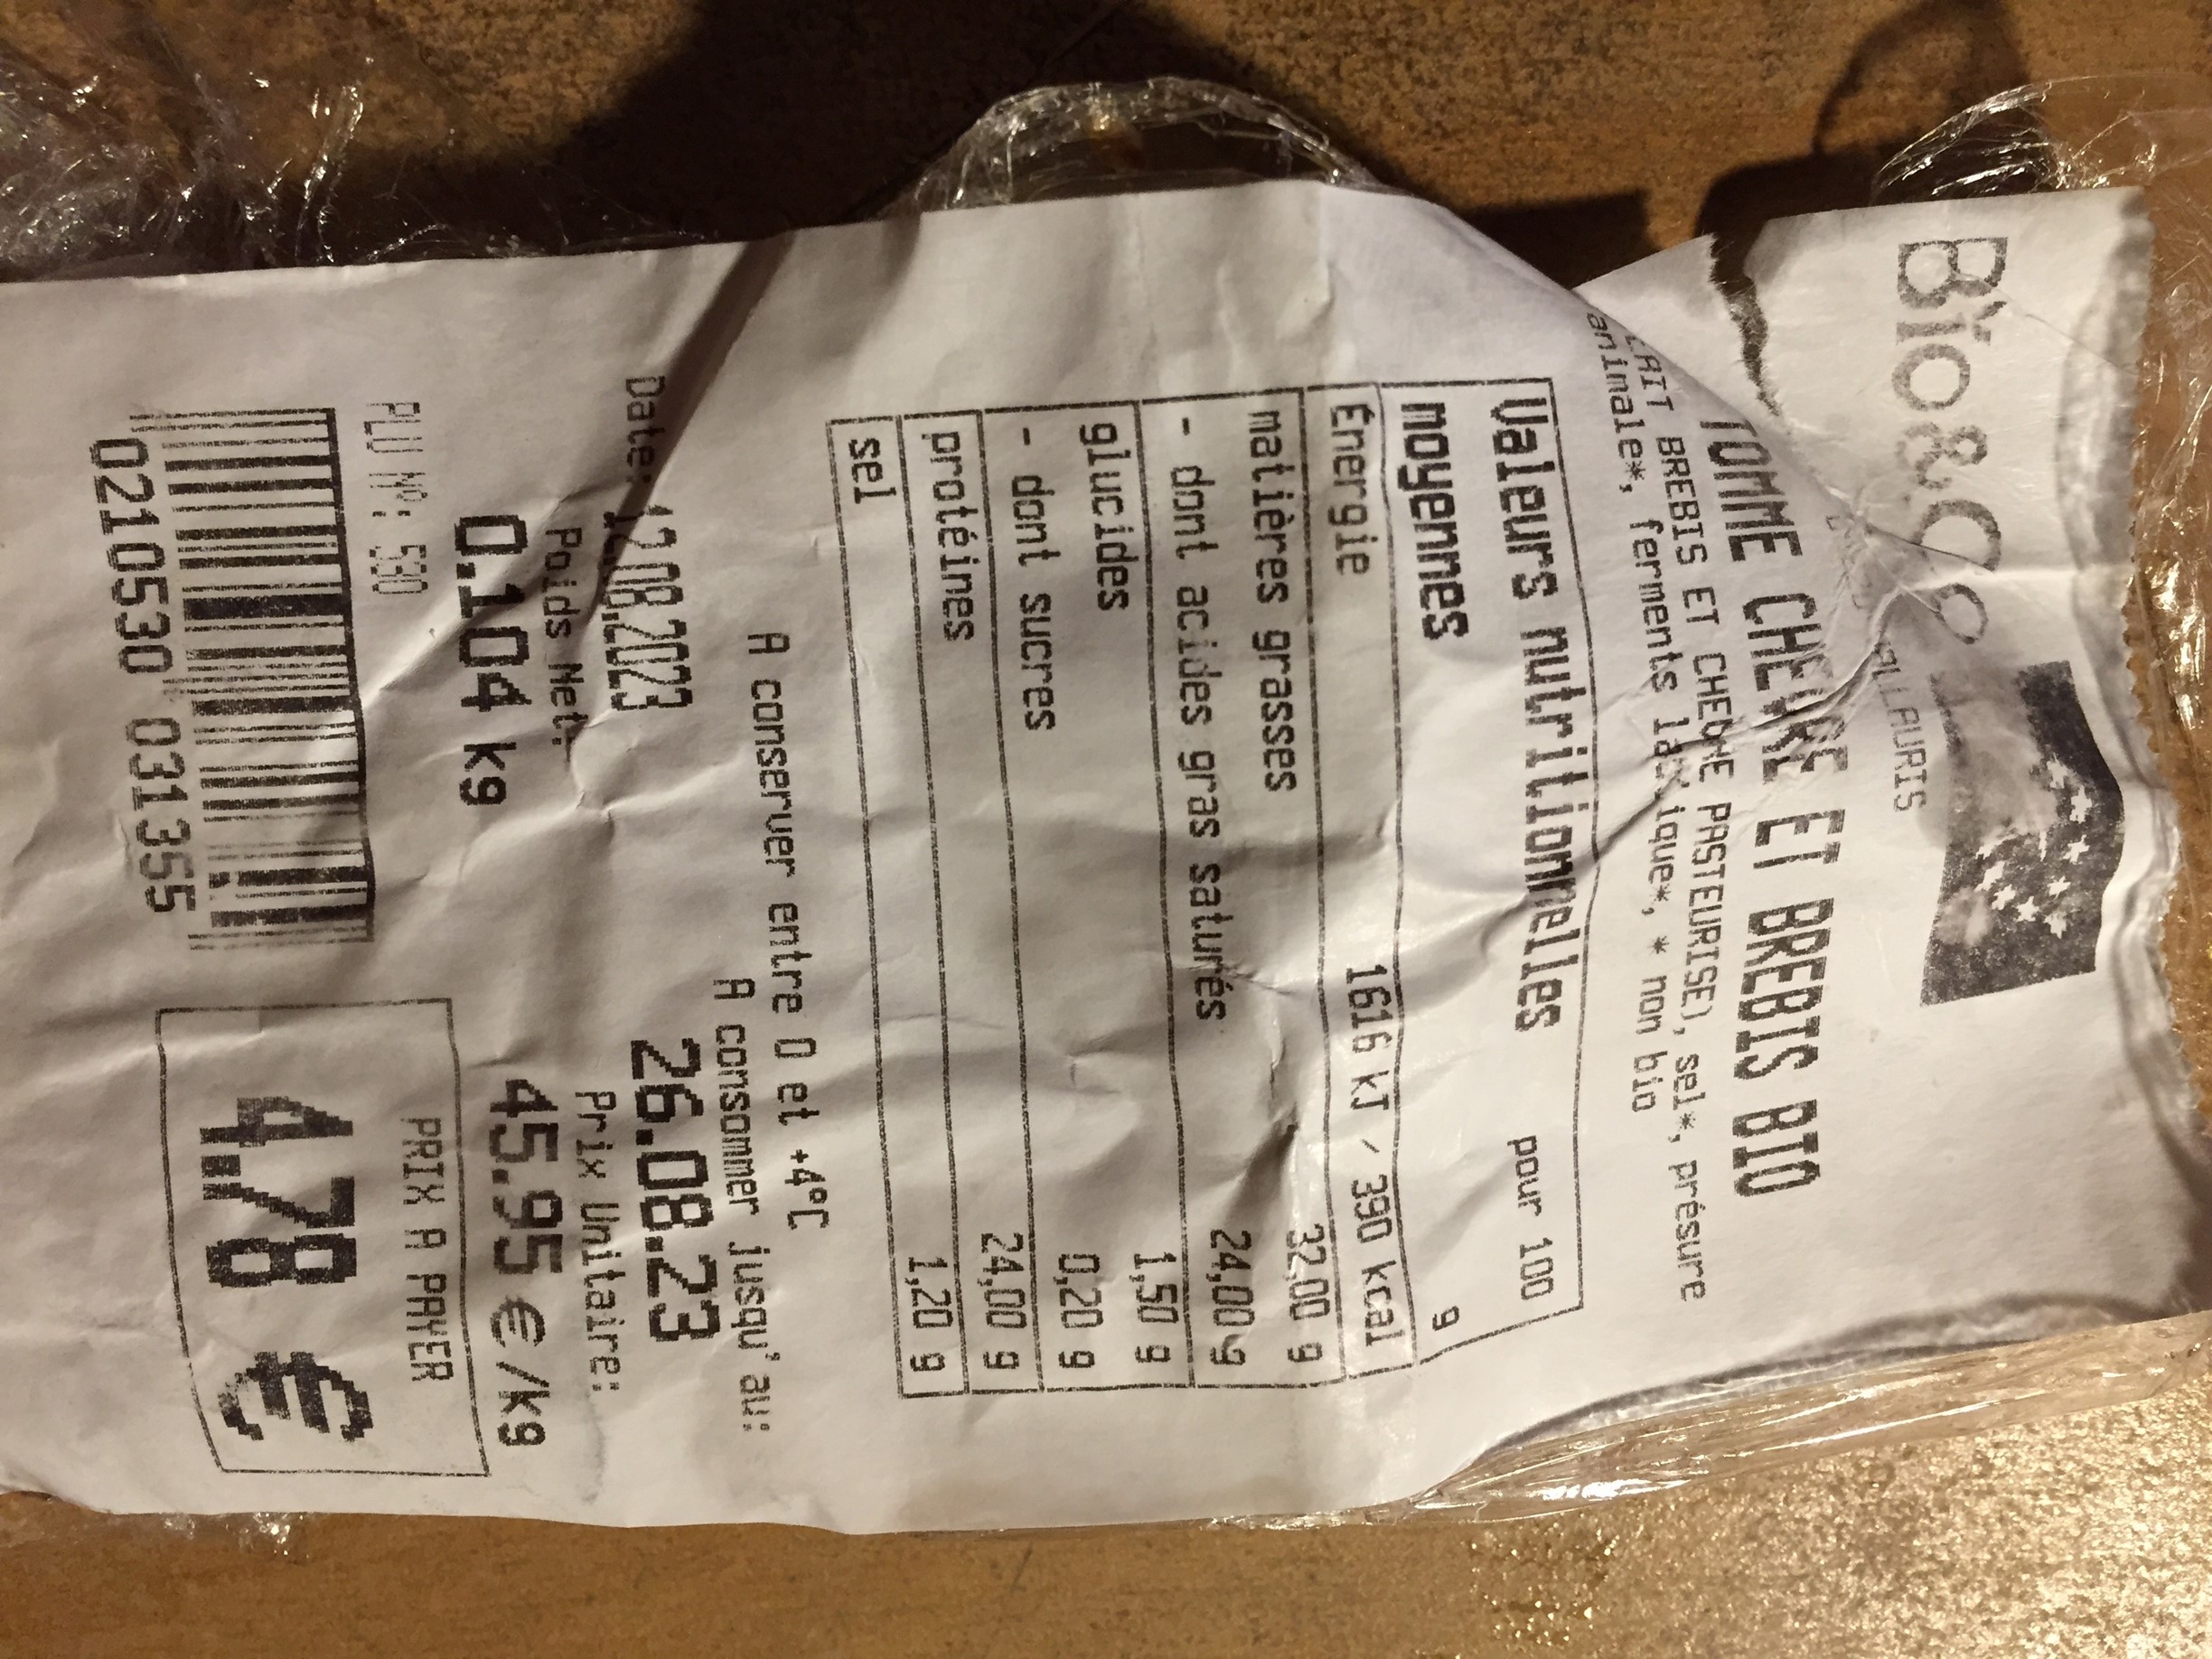 Bio & Co
ALLAURIS
TOMME CHEVRE ET BREBIS BIO
LAIT BREBIS ET CHEVRE PASTEURISE), sel*, présure
animale*, ferments lactique*, * non bio
Valeurs nutritionnelles pour 100
moyennes g
Énergie 1616 kJ / 390 kcal
matières grasses 32,00 g
- dont acides gras saturés 24,00 g
glucides 1,50 g
- dont sucres 0,20 g
protéines 24,00 g
sel 1,20 g
A conserver entre 0 et +4°C
A consommer jusqu'au:
Date: 12.08.2023 26.08.23
Poids Net: Prix Unitaire:
0.104 kg 45.95 €/kg
PLU N°: 530 PRIX A PAYER
4.78 €
0210530 031355